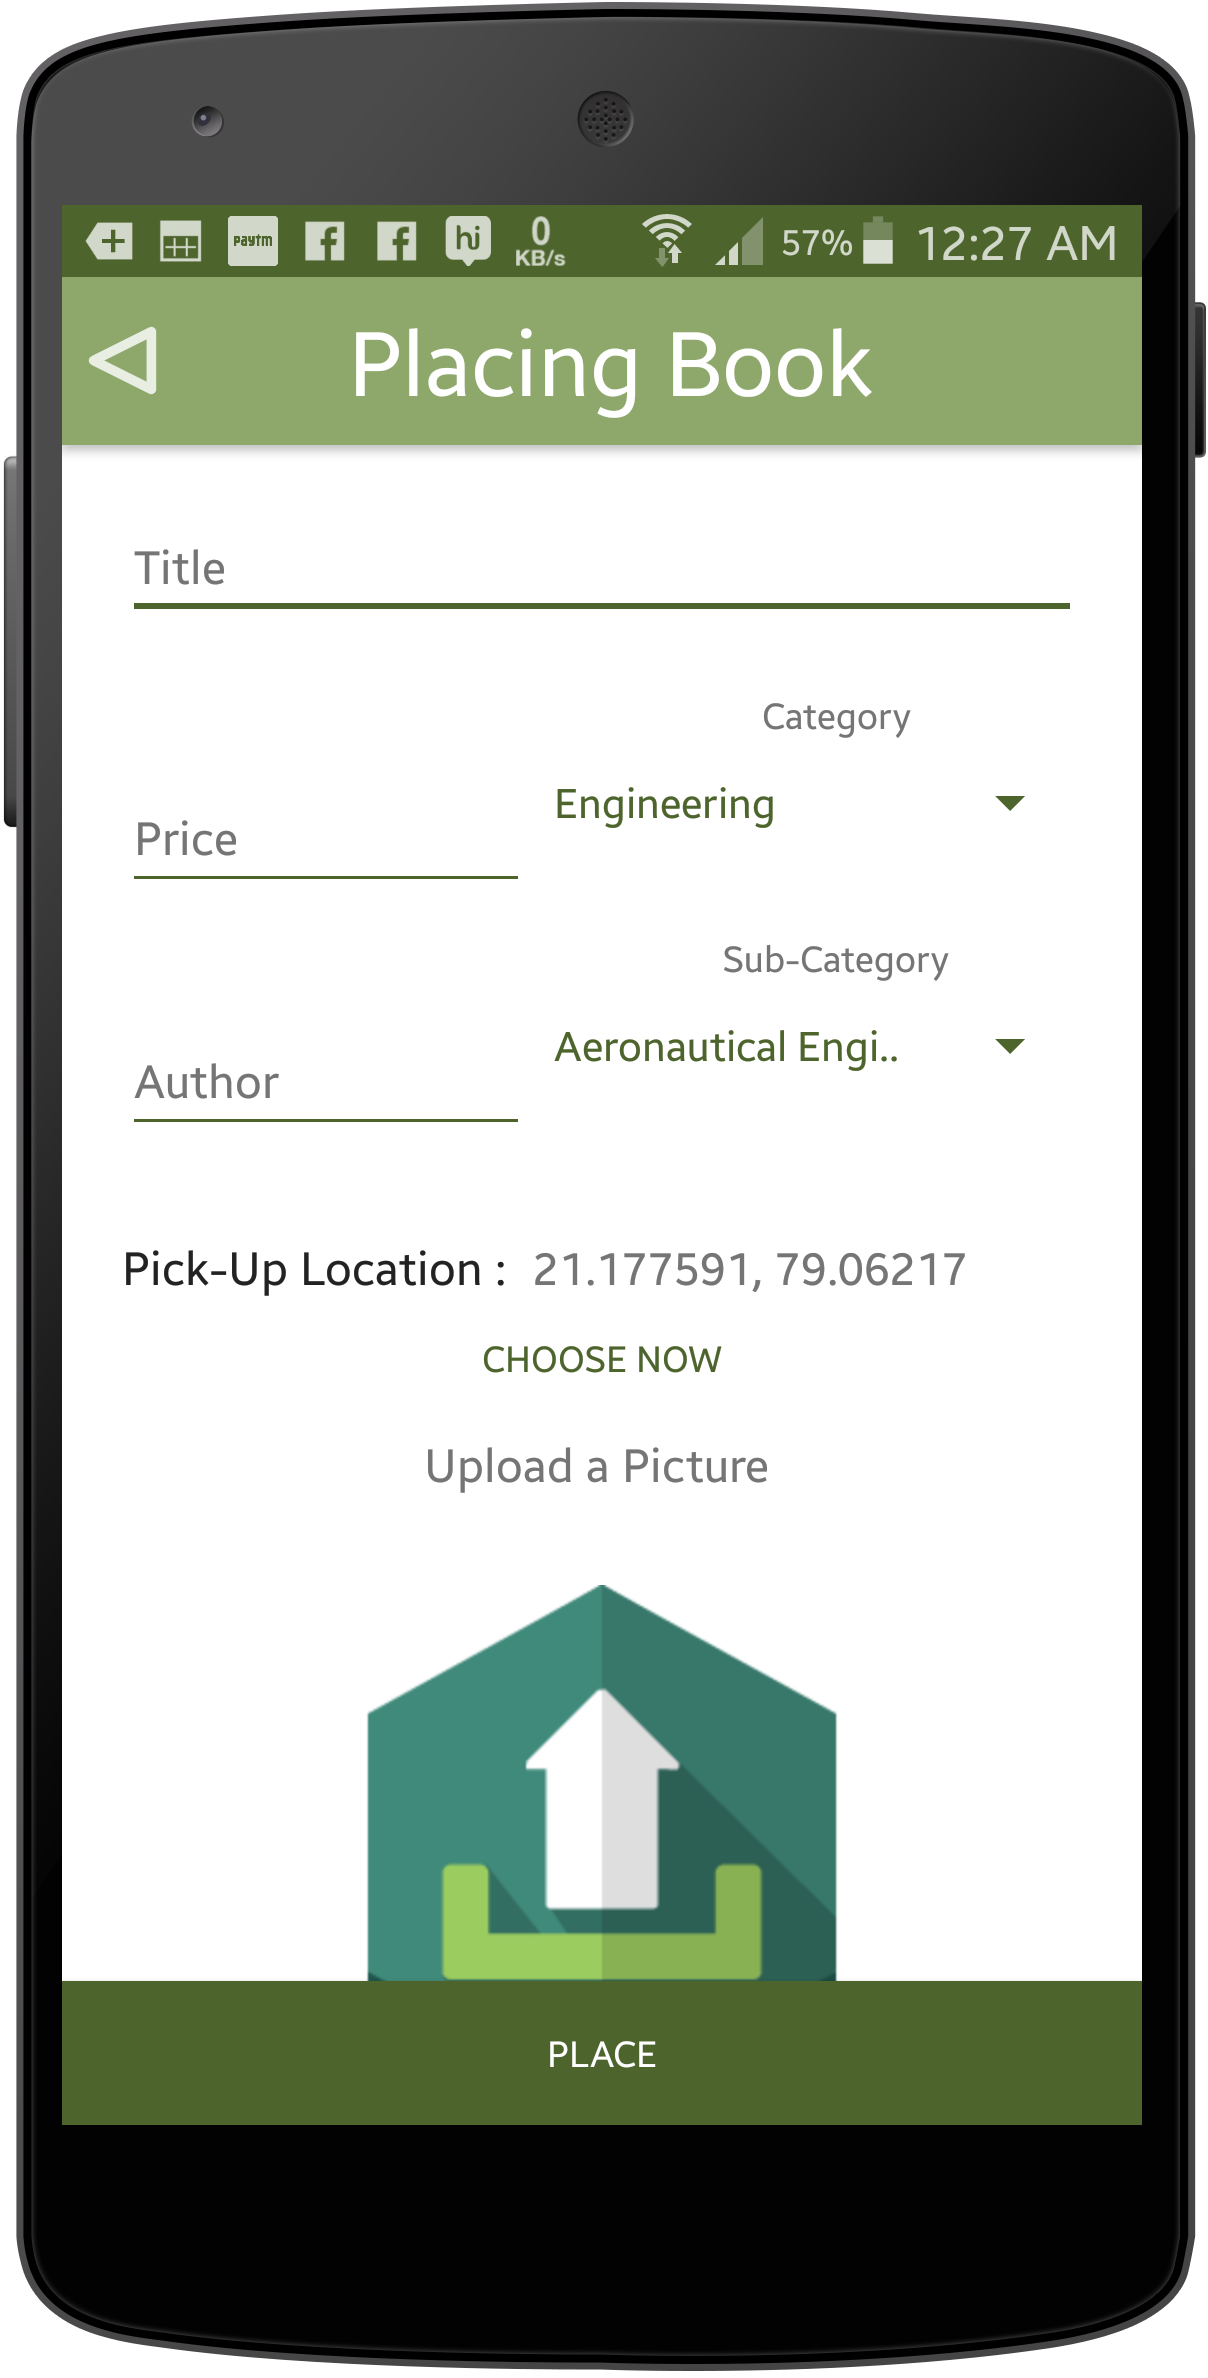 paytm hi 0 KB/s 57% 12:27 AM
Placing Book
Title
Category
Engineering
Price
Sub-Category
Aeronautical Engi..
Author
Pick-Up Location : 21.177591, 79.06217
CHOOSE NOW
Upload a Picture
PLACE